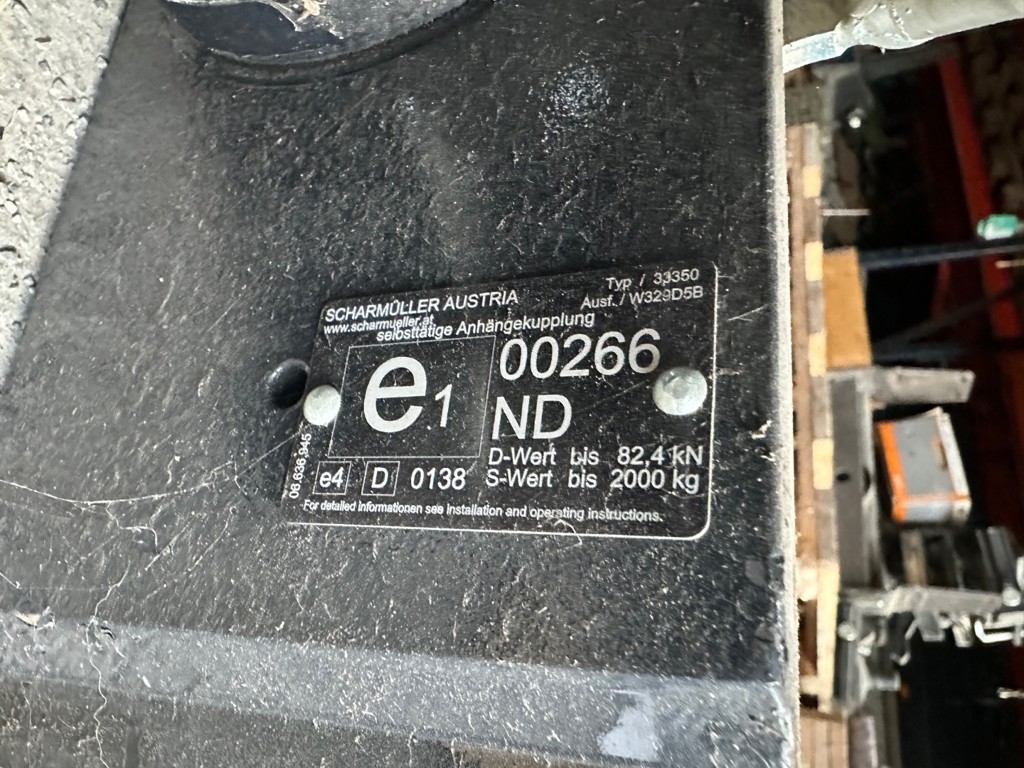 SCHARMÜLLER AUSTRIA
www.scharmueller.at
Typ / 33350
Ausf. / W329D5B
selbsttätige Anhängekupplung
e1
00266
ND
D-Wert bis 82,4 kN
S-Wert bis 2000 kg
e4 D 0138
06.636.945
For detailed Informationen see installation and operating instructions.